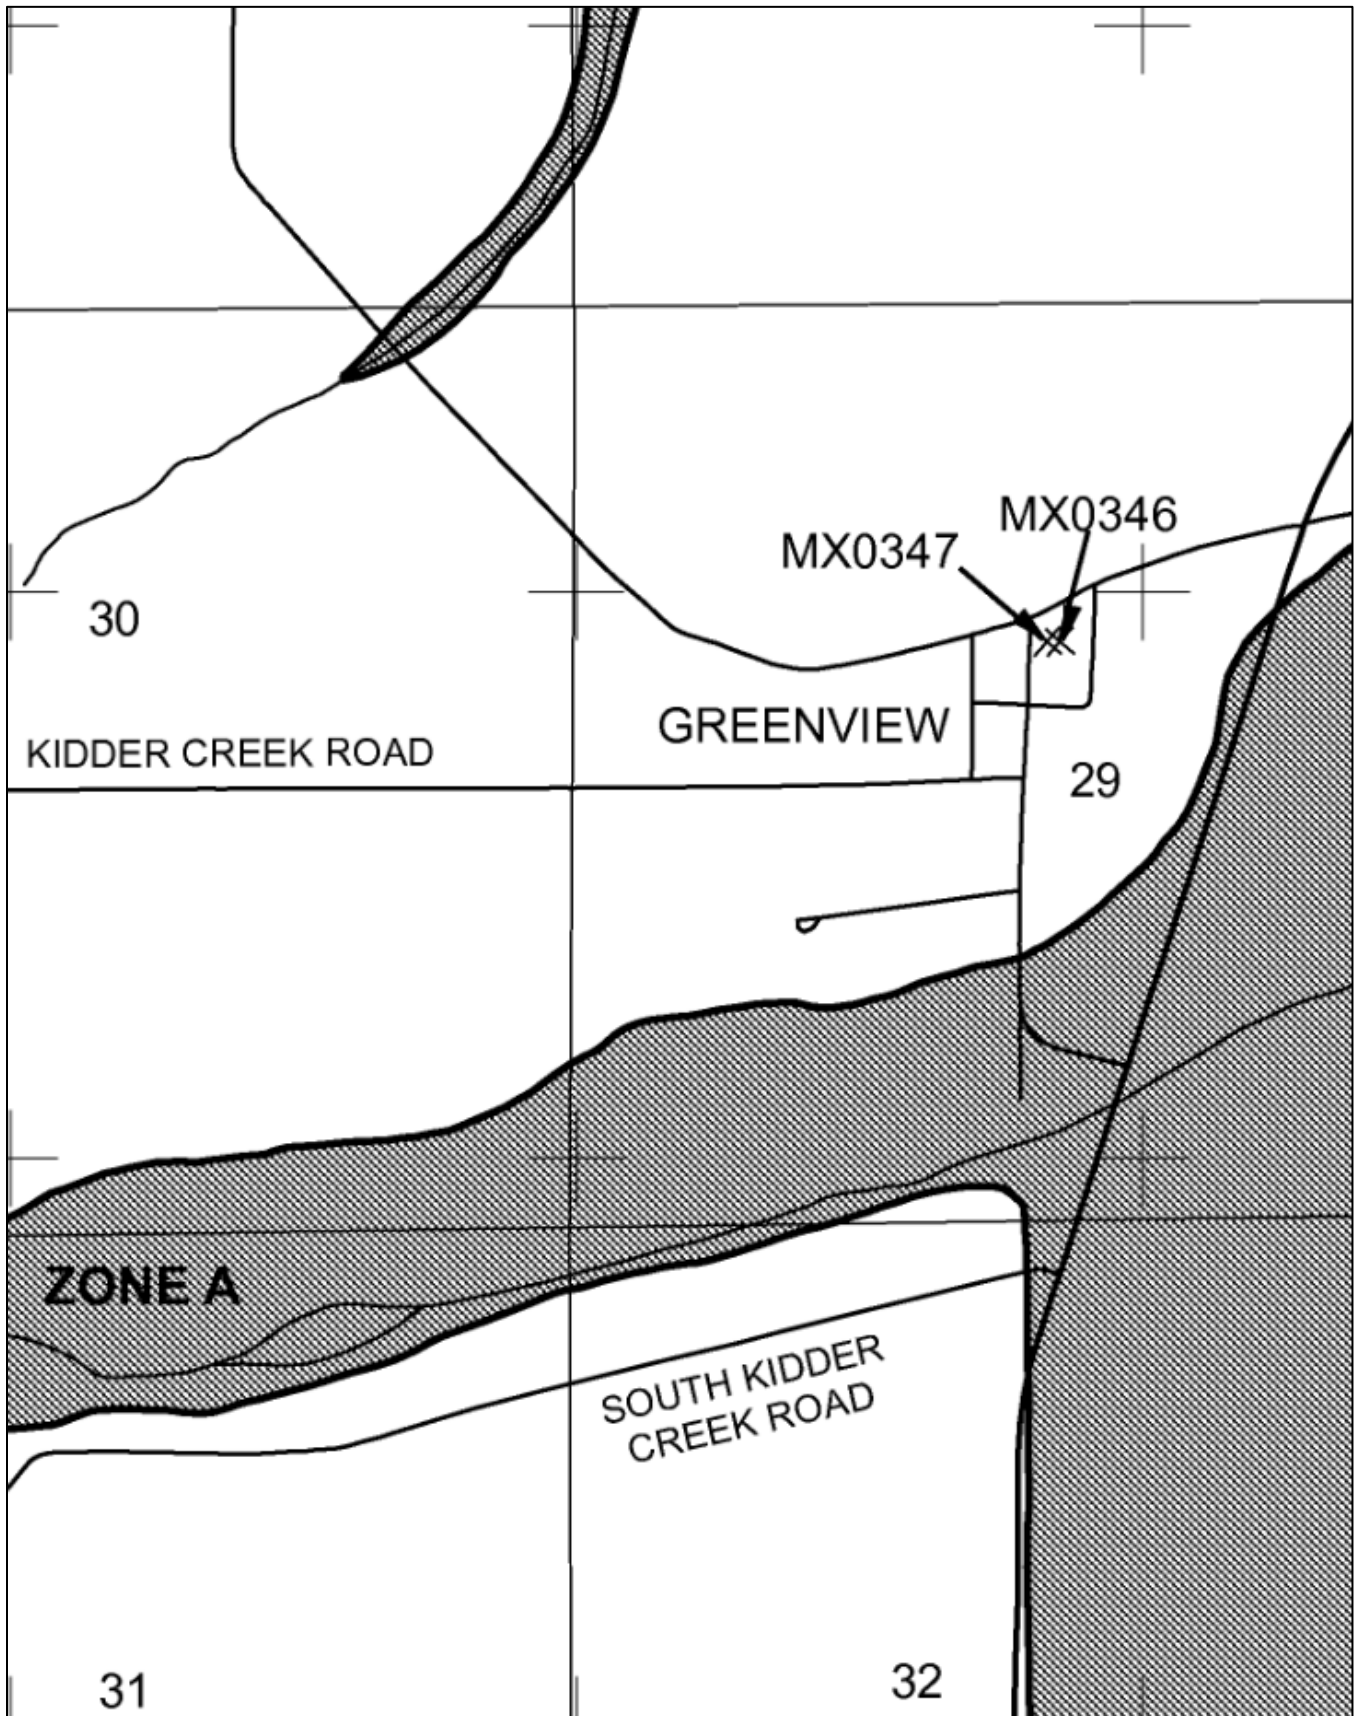 MX0346
MX0347
30
GREENVIEW
KIDDER CREEK ROAD
29
ZONE A
SOUTH KIDDER
CREEK ROAD
31
32